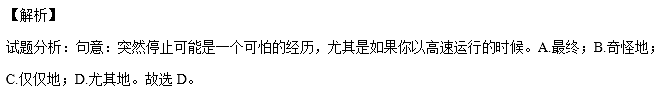 【解析】
试题分析：句意：突然停止可能是一个可怕的经历，尤其是如果你以高速运行的时候。A.最终；B.奇怪地；
C.仅仅地；D.尤其地。故选 D。